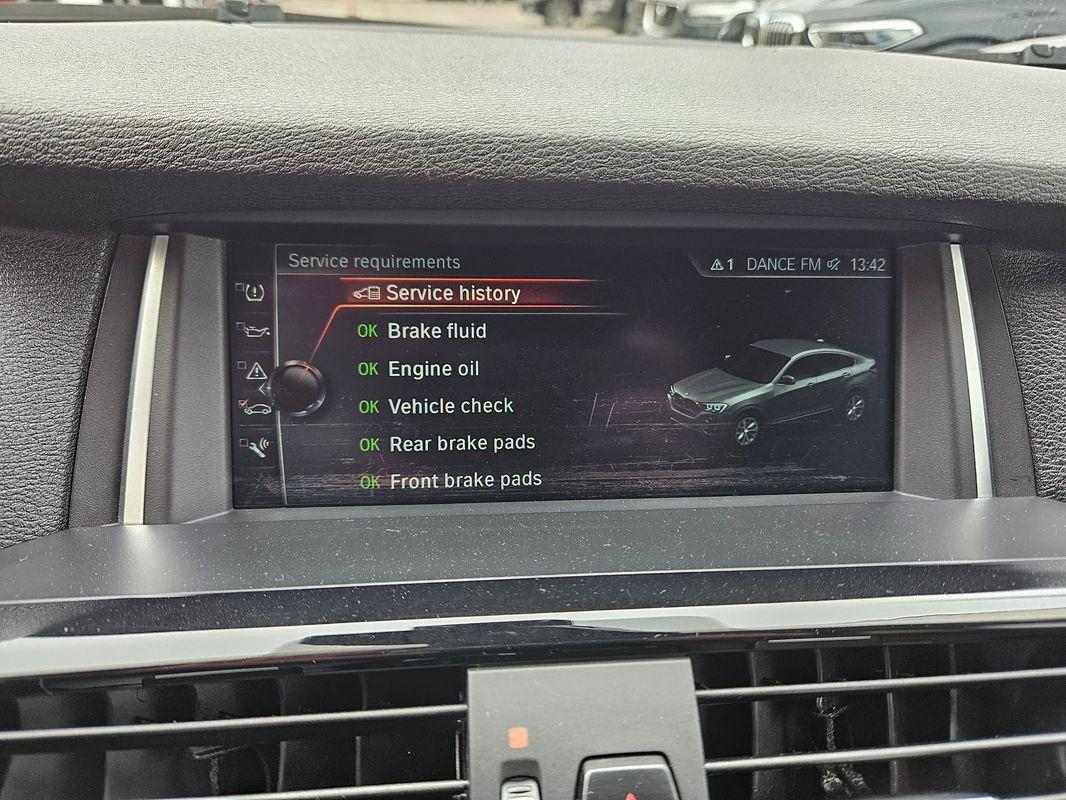 Service requirements
1 DANCE FM 13:42
Service history
OK Brake fluid
OK Engine oil
OK Vehicle check
OK Rear brake pads
OK Front brake pads